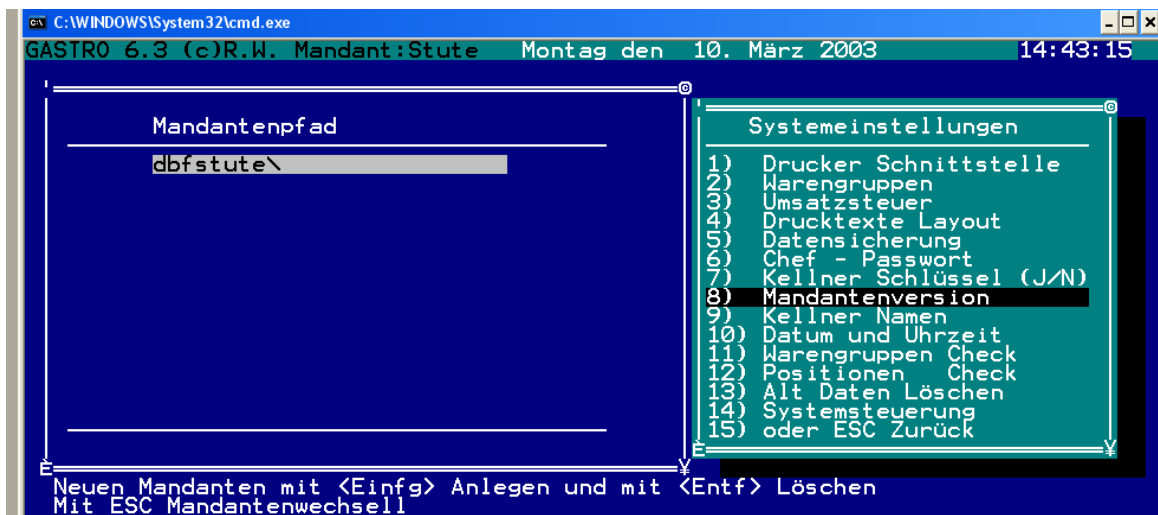 C:\WINDOWS\System32\cmd.exe
GASTRO 6.3 (c)R.W. Mandant:Stute Montag den 10. März 2003 14:43:15
Mandantenpfad
dbfstute\
Systemeinstellungen
1) Drucker Schnittstelle
2) Warengruppen
3) Umsatzsteuer
4) Drucktexte Layout
5) Datensicherung
6) Chef - Passwort
7) Kellner Schlüssel (J/N)
8) Mandantenversion
9) Kellner Namen
10) Datum und Uhrzeit
11) Warengruppen Check
12) Positionen Check
13) Alt Daten Löschen
14) Systemsteuerung
15) oder ESC Zurück
Neuen Mandanten mit <Einfg> Anlegen und mit <Entf> Löschen
Mit ESC Mandantenwechsell